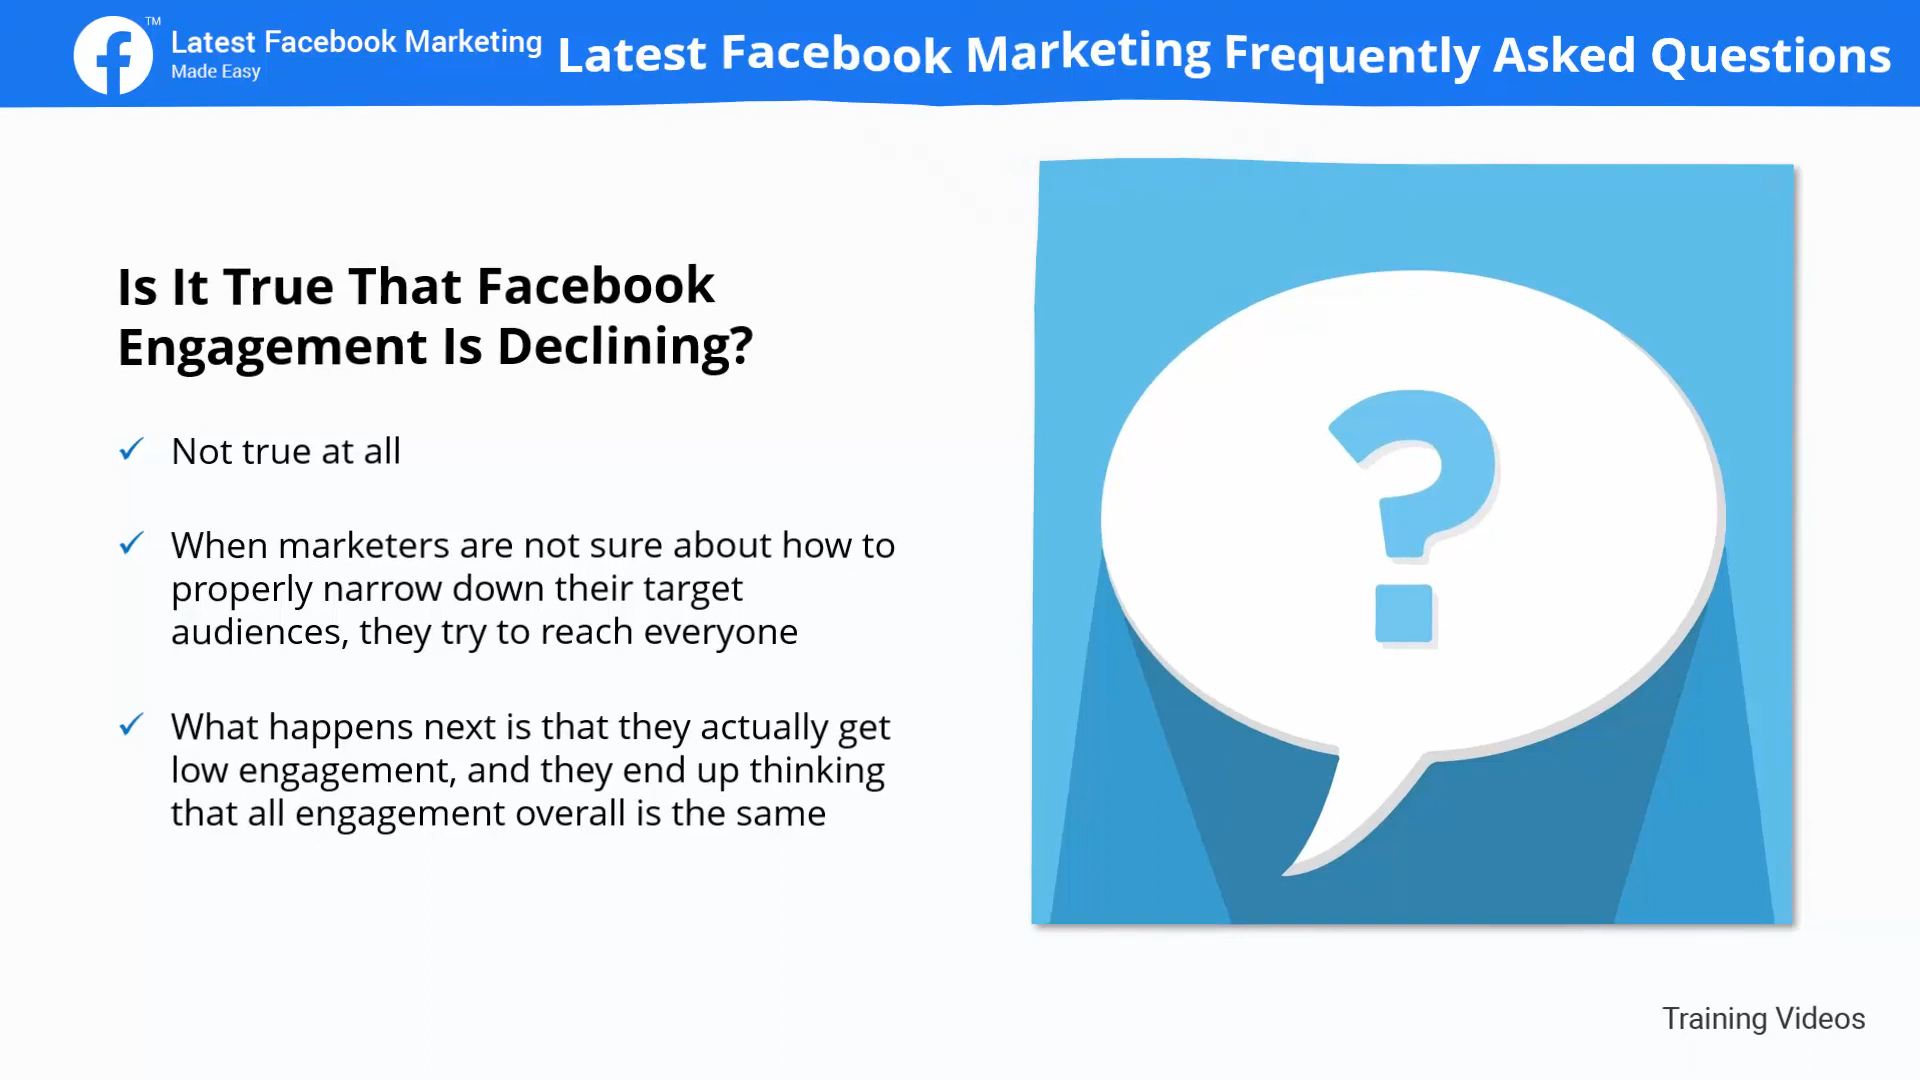 Latest Facebook Marketing
TM
Made Easy
Latest Facebook Marketing Frequently Asked Questions
Is It True That Facebook
Engagement Is Declining?
✓ Not true at all
✓ When marketers are not sure about how to
properly narrow down their target
audiences, they try to reach everyone
✓ What happens next is that they actually get
low engagement, and they end up thinking
that all engagement overall is the same
?
Training Videos